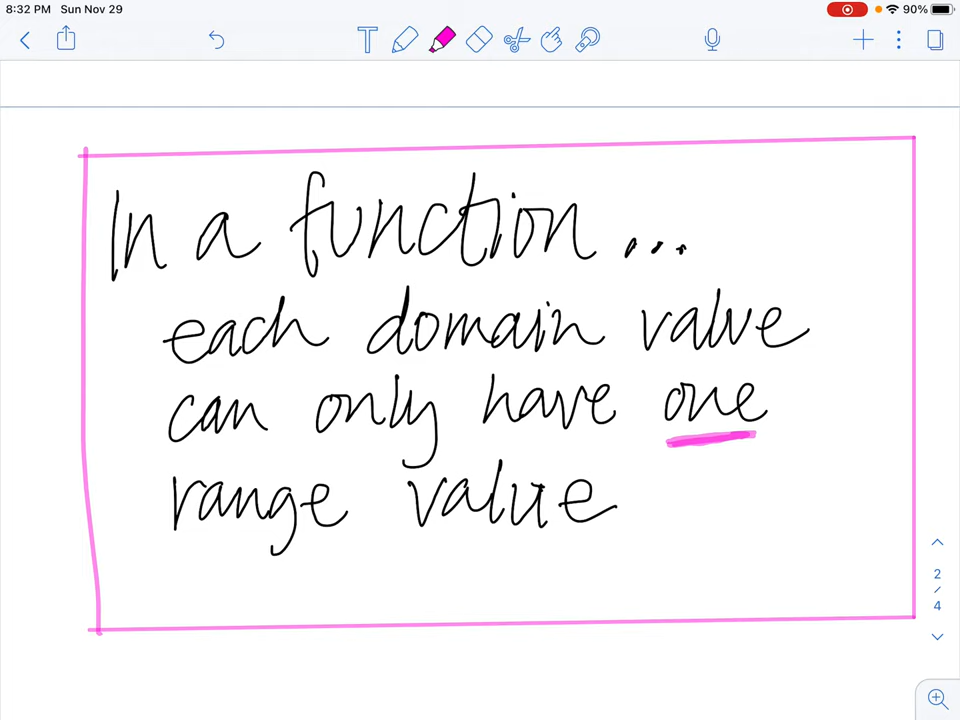 8:32 PM Sun Nov 29 90%
T
In a function...
each domain value
can only have one
range value
2
/
4